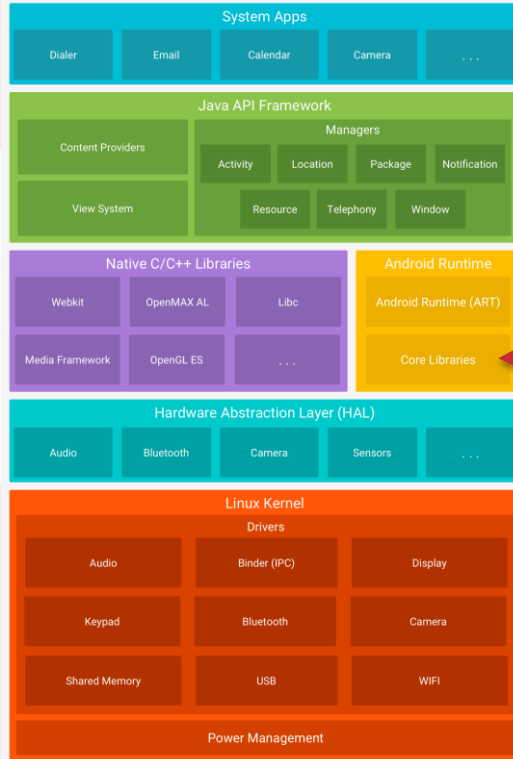 System Apps
Dialer Email Calendar Camera . . .
Java API Framework
Content Providers
View System
Managers
Activity Location Package Notification
Resource Telephony Window
Native C/C++ Libraries
Webkit OpenMAX AL Libc
Media Framework OpenGL ES . . .
Android Runtime
Android Runtime (ART)
Core Libraries
Hardware Abstraction Layer (HAL)
Audio Bluetooth Camera Sensors . . .
Linux Kernel
Drivers
Audio Binder (IPC) Display
Keypad Bluetooth Camera
Shared Memory USB WIFI
Power Management